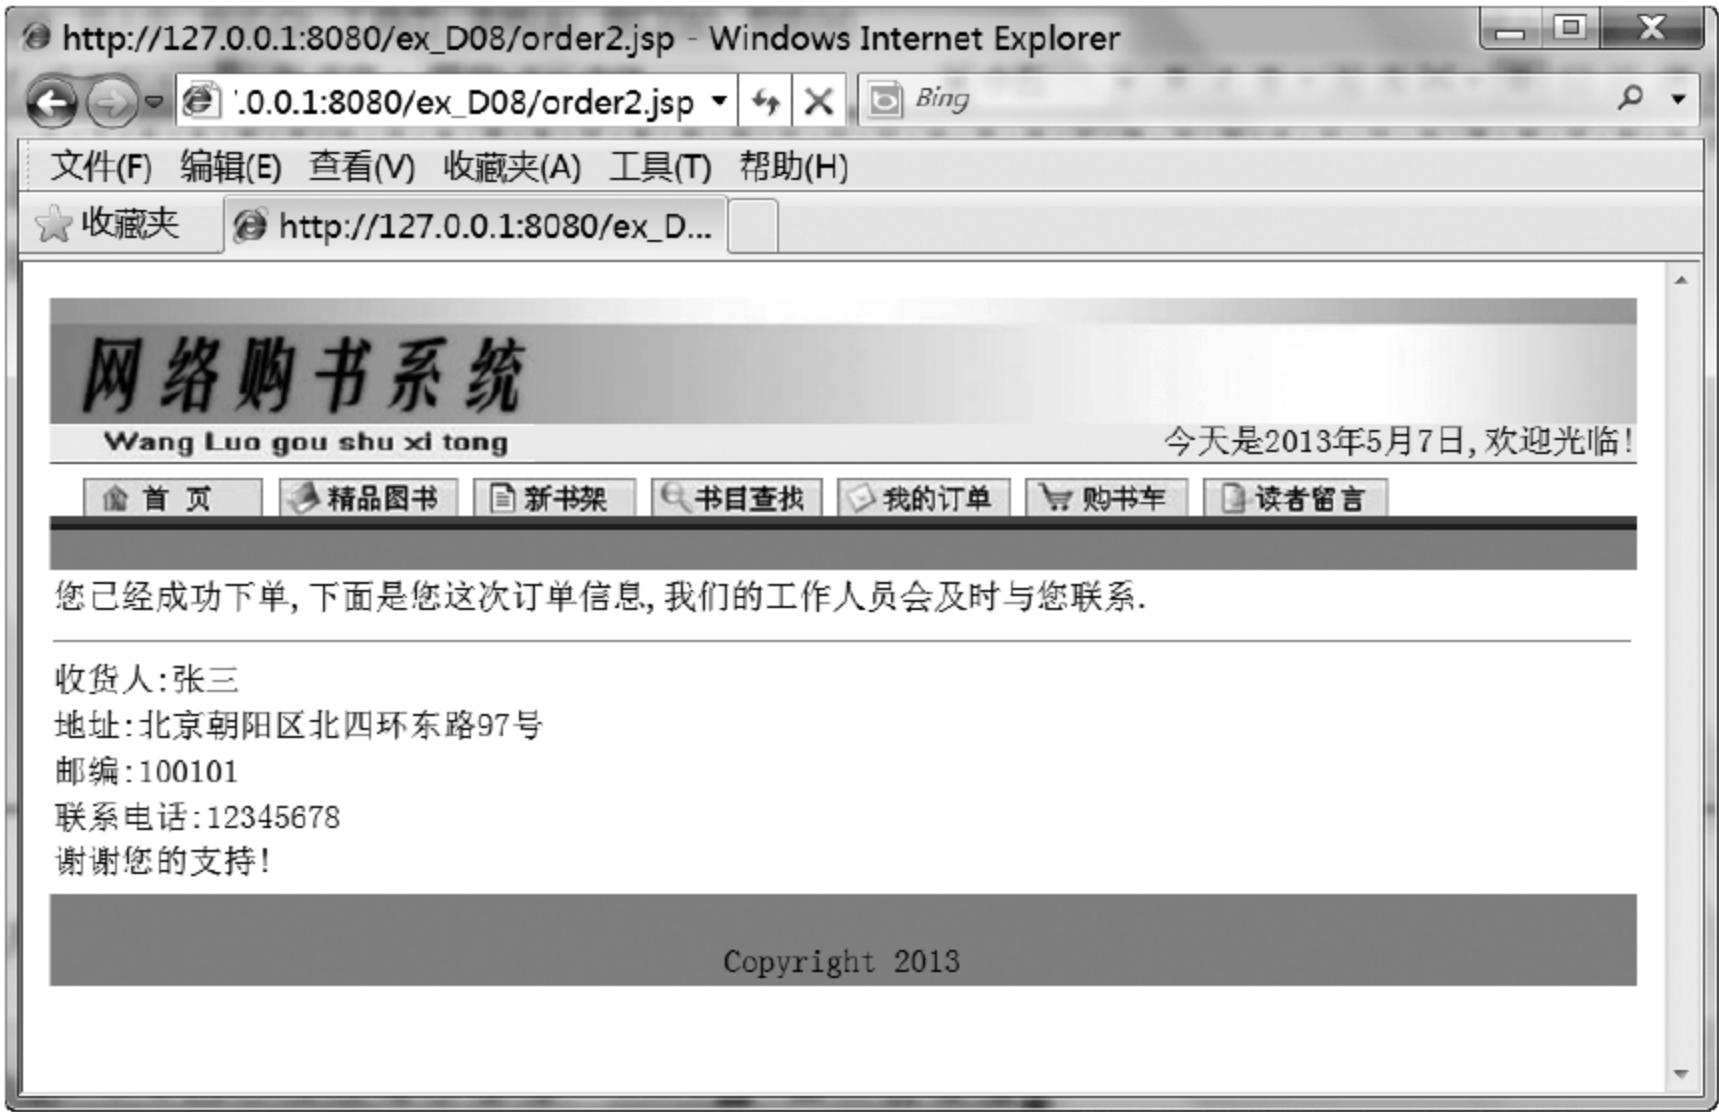 http://127.0.0.1:8080/ex_D08/order2.jsp - Windows Internet Explorer
'.0.0.1:8080/ex_D08/order2.jsp Bing
文件(F) 编辑(E) 查看(V) 收藏夹(A) 工具(T) 帮助(H)
收藏夹 http://127.0.0.1:8080/ex_D...
网络购书系统
Wang Luo gou shu xi tong
今天是2013年5月7日,欢迎光临!
首 页 精品图书 新书架 书目查找 我的订单 购书车 读者留言
您已经成功下单,下面是您这次订单信息,我们的工作人员会及时与您联系.
收货人:张三
地址:北京朝阳区北四环东路97号
邮编:100101
联系电话:12345678
谢谢您的支持!
Copyright 2013